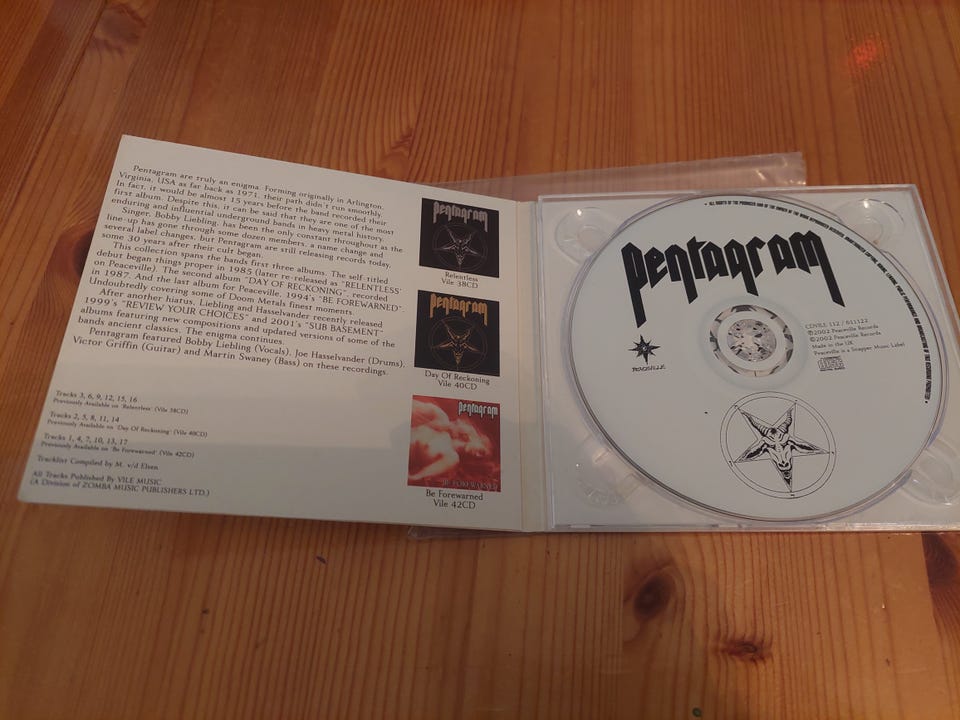 Pentagram are truly an enigma. Forming originally in Arlington,
Virginia, USA as far back as 1971, their path didn't run smoothly.
In fact, it would be almost 15 years before the band recorded their
first album. Despite this, it can be said that they are one of the most
enduring and influential underground bands in heavy metal history.
Singer, Bobby Liebling, has been the only constant throughout as the
line-up has gone through some dozen members, a name change and
several label changes, but Pentagram are still releasing records today,
some 30 years after their cult began.
This collection spans the bands first three albums. The self-titled
debut began things proper in 1985 (later re-released as "RELENTLESS"
on Peaceville). The second album "DAY OF RECKONING", recorded
in 1987. And the last album for Peaceville, 1994's "BE FOREWARNED".
Undoubtedly covering some of Doom Metals finest moments.
After another hiatus, Liebling and Hasselvander recently released
1999's "REVIEW YOUR CHOICES" and 2001's "SUB BASEMENT"-
albums featuring new compositions and updated versions of some of the
bands ancient classics. The enigma continues.
Pentagram featured Bobby Liebling (Vocals), Joe Hasselvander (Drums),
Victor Griffin (Guitar) and Martin Swaney (Bass) on these recordings.
Tracks 3, 6, 9, 12, 15, 16
Previously Available on 'Relentless' (Vile 38CD)
Tracks 2, 5, 8, 11, 14
Previously Available on 'Day Of Reckoning' (Vile 40CD)
Tracks 1, 4, 7, 10, 13, 17
Previously Available on 'Be Forewarned' (Vile 42CD)
Tracklist Compiled by M. v/d Elsen
All Tracks Published By VILE MUSIC
(A Division of ZOMBA MUSIC PUBLISHERS LTD.)
Pentagram
Relentless
Vile 38CD
Pentagram
Day Of Reckoning
Vile 40CD
Pentagram
BE FOREWARNED
Be Forewarned
Vile 42CD
Pentagram
PEACEVILLE
CDVILE 112 / 611122
℗2002 Peaceville Records
©2002 Peaceville Records
Made in the UK
Peaceville is a Snapper Music Label
COMPACT
disc
DIGITAL AUDIO